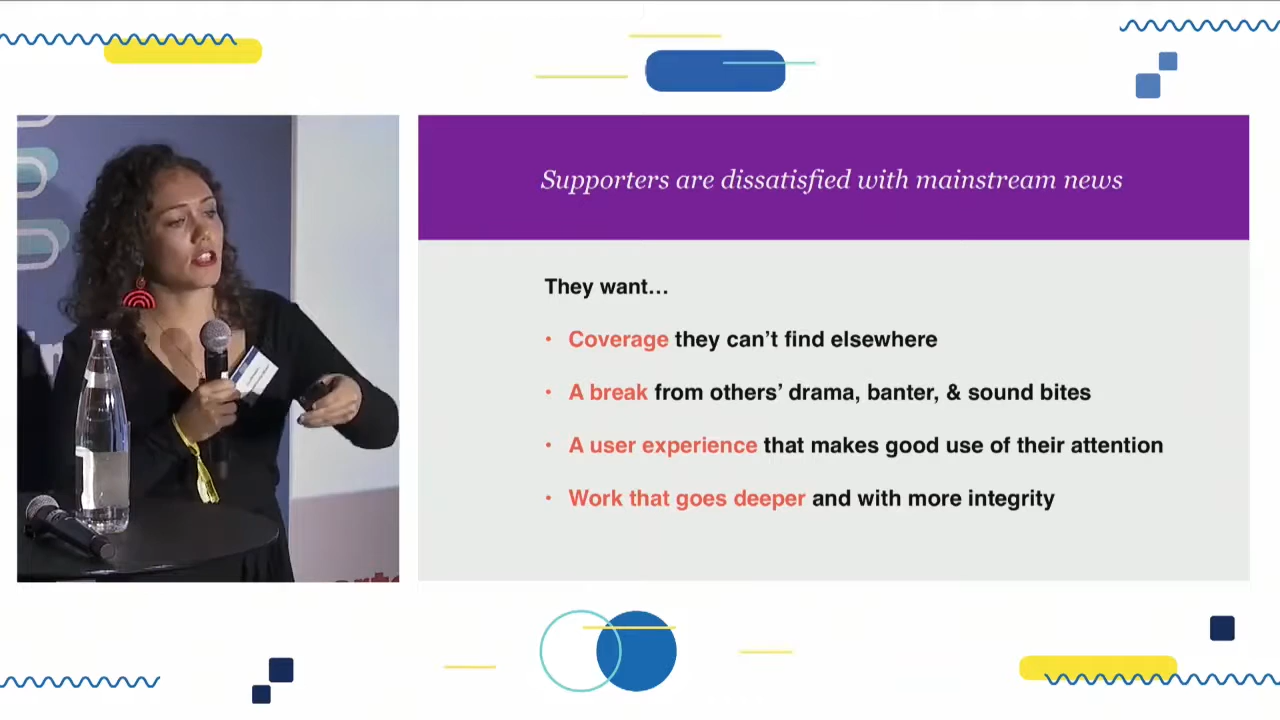 Supporters are dissatisfied with mainstream news
They want…
• Coverage they can’t find elsewhere
• A break from others’ drama, banter, & sound bites
• A user experience that makes good use of their attention
• Work that goes deeper and with more integrity